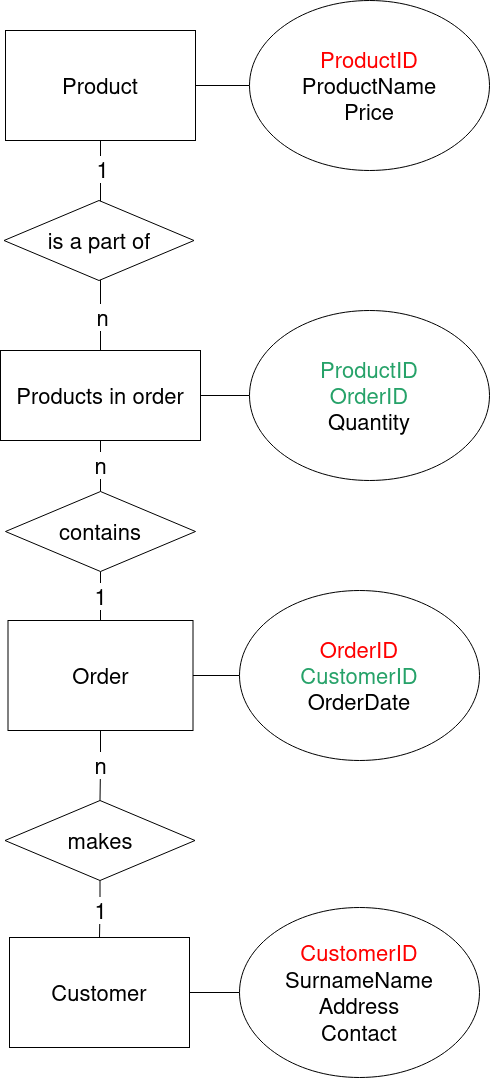 Product
ProductID
ProductName
Price
1
is a part of
n
Products in order
ProductID
OrderID
Quantity
n
contains
1
Order
OrderID
CustomerID
OrderDate
n
makes
1
Customer
CustomerID
SurnameName
Address
Contact